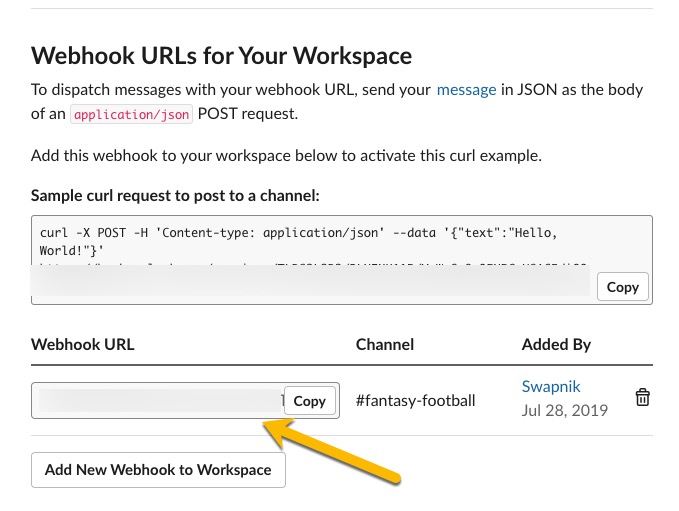 Webhook URLs for Your Workspace
To dispatch messages with your webhook URL, send your message in JSON as the body
of an application/json POST request.
Add this webhook to your workspace below to activate this curl example.
Sample curl request to post to a channel:
curl -X POST -H 'Content-type: application/json' --data '{"text":"Hello,
World!"}'
Copy
Webhook URL Channel Added By
Copy #fantasy-football Swapnik
Jul 28, 2019
Add New Webhook to Workspace